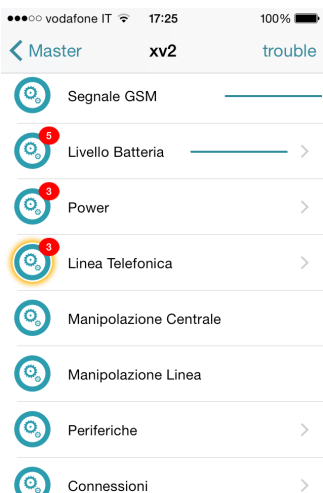 vodafone IT 17:25 100%
Master xv2 trouble
Segnale GSM
5
Livello Batteria
3
Power
3
Linea Telefonica
Manipolazione Centrale
Manipolazione Linea
Periferiche
Connessioni